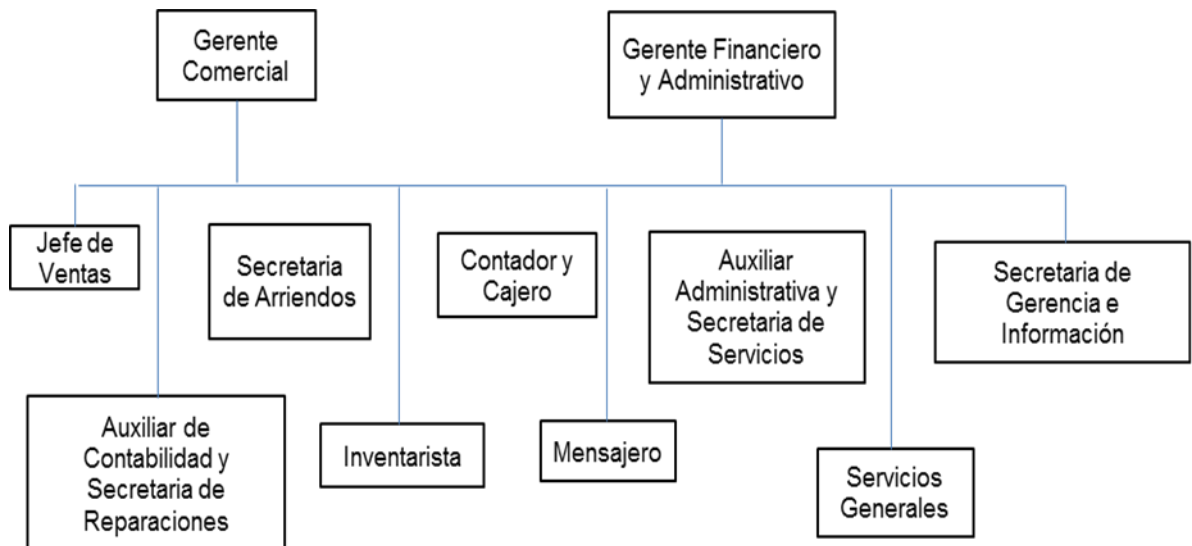 Gerente
Comercial
Gerente Financiero
y Administrativo
Jefe de
Ventas
Secretaria
de Arriendos
Contador y
Cajero
Auxiliar
Administrativa y
Secretaria de
Servicios
Secretaria de
Gerencia e
Información
Auxiliar de
Contabilidad y
Secretaria de
Reparaciones
Inventarista
Mensajero
Servicios
Generales